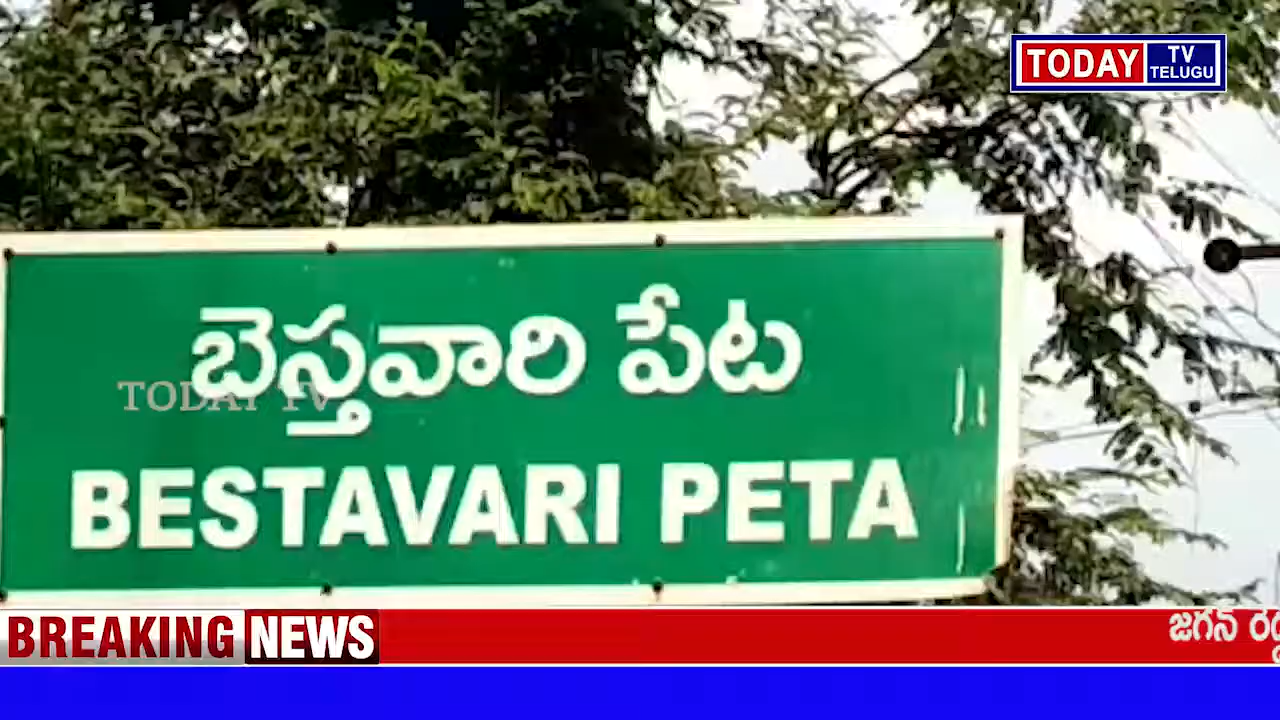 TODAY TV TELUGU
బెస్తవారి పేట
TODAY TV
BESTAVARI PETA
BREAKING NEWS
జగన్